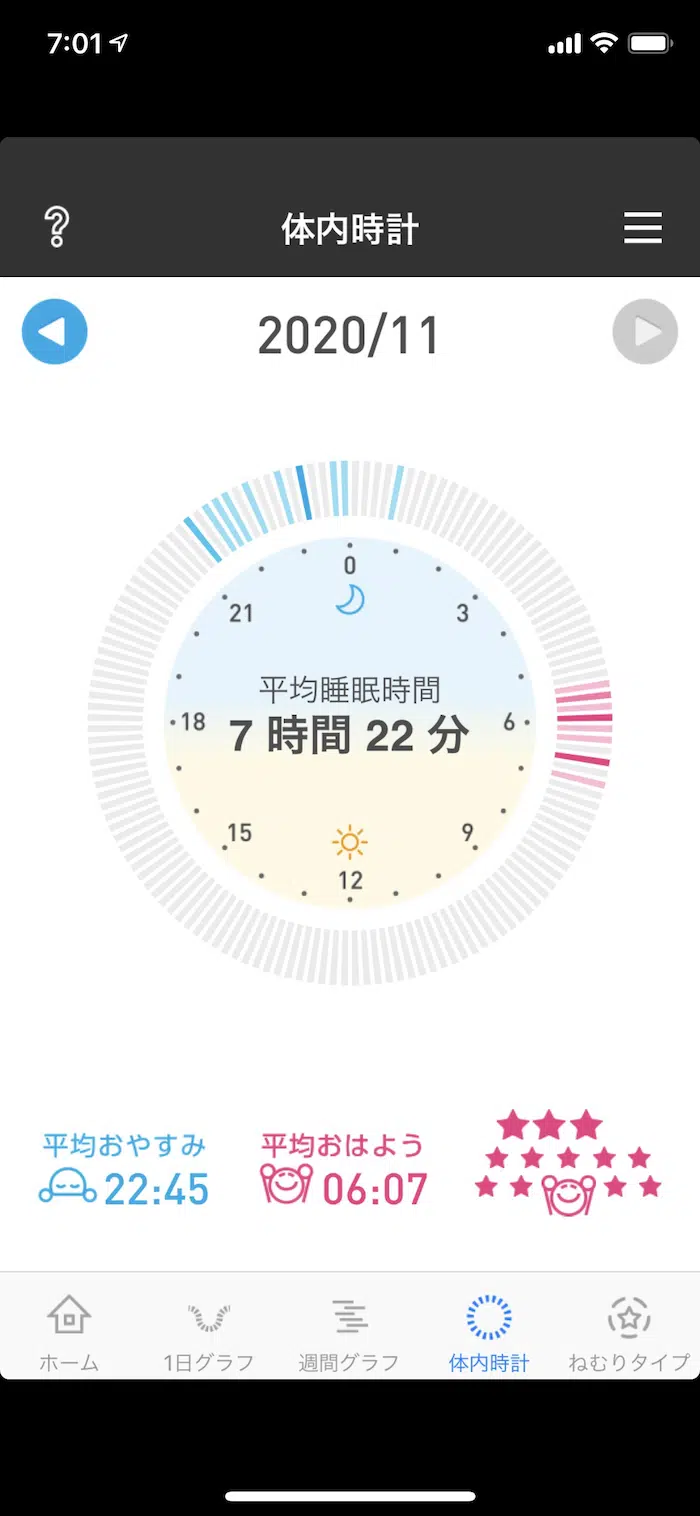 7:01
体内時計
2020/11
0
21
3
平均睡眠時間
18
7 時間 22 分
6
15
9
12
平均おやすみ
22:45
平均おはよう
06:07
ホーム
1日グラフ
週間グラフ
体内時計
ねむりタイプ